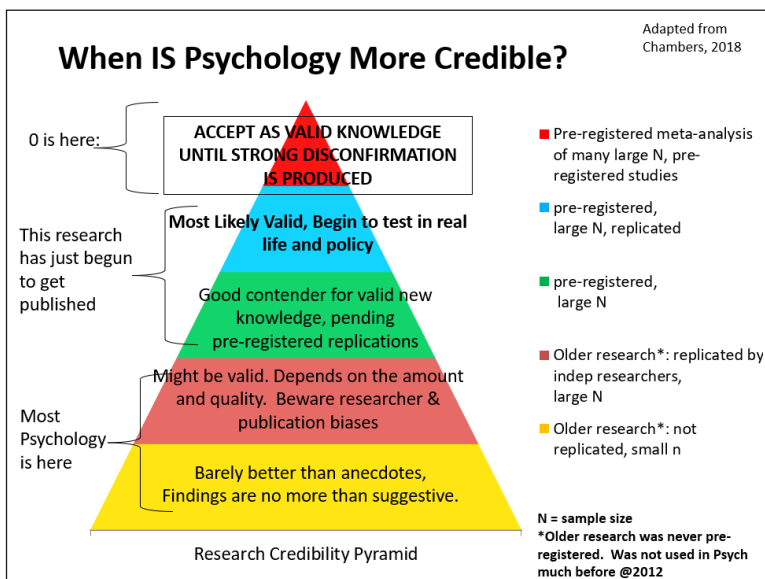 When IS Psychology More Credible?
Adapted from
Chambers, 2018
0 is here:
ACCEPT AS VALID KNOWLEDGE
UNTIL STRONG DISCONFIRMATION
IS PRODUCED
This research
has just begun
to get
published
Most Likely Valid, Begin to test in real
life and policy
Good contender for valid new
knowledge, pending
pre-registered replications
Most
Psychology
is here
Might be valid. Depends on the amount
and quality. Beware researcher &
publication biases
Barely better than anecdotes,
Findings are no more than suggestive.
Research Credibility Pyramid
Pre-registered meta-analysis
of many large N, pre-
registered studies
pre-registered,
large N, replicated
pre-registered,
large N
Older research*: replicated by
indep researchers,
large N
Older research*: not
replicated, small n
N = sample size
*Older research was never pre-
registered. Was not used in Psych
much before @2012